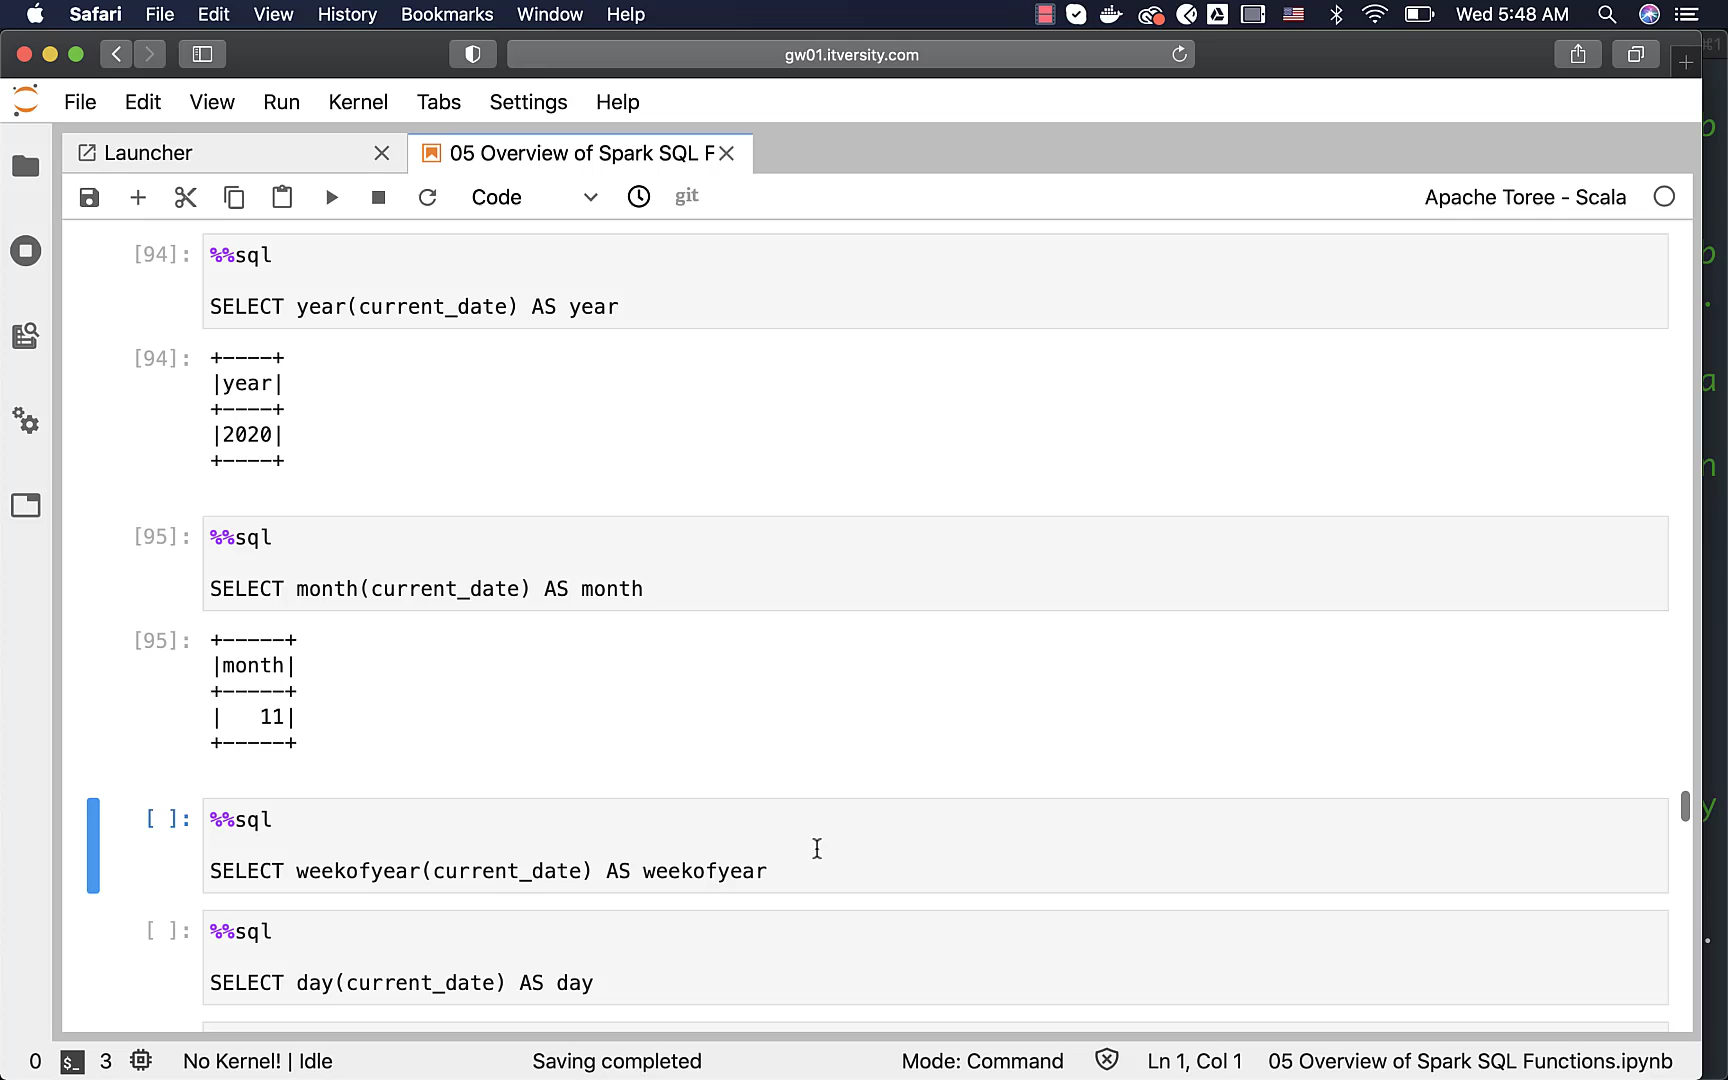 Safari File Edit View History Bookmarks Window Help Wed 5:48 AM
gw01.itversity.com
File Edit View Run Kernel Tabs Settings Help
Launcher 05 Overview of Spark SQL F
Code git Apache Toree - Scala
[94]: %%sql
SELECT year(current_date) AS year
[94]: +----+
|year|
+----+
|2020|
+----+
[95]: %%sql
SELECT month(current_date) AS month
[95]: +-----+
|month|
+-----+
|   11|
+-----+
[ ]: %%sql
SELECT weekofyear(current_date) AS weekofyear
[ ]: %%sql
SELECT day(current_date) AS day
0 $_ 3 No Kernel! | Idle Saving completed Mode: Command Ln 1, Col 1 05 Overview of Spark SQL Functions.ipynb